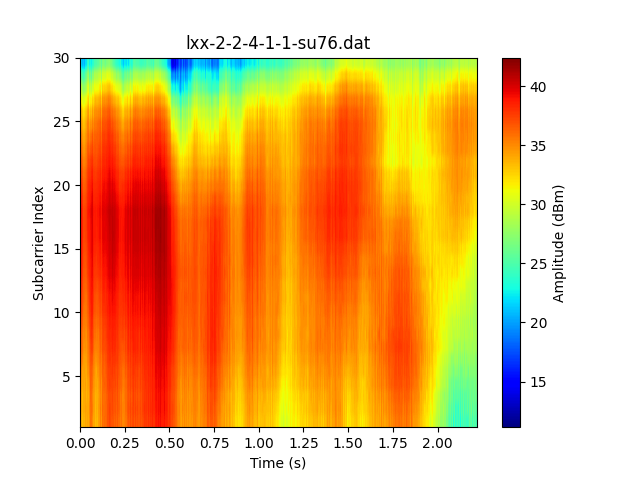 lxx-2-2-4-1-1-su76.dat
30
25
20
15
10
5
Subcarrier Index
0.00 0.25 0.50 0.75 1.00 1.25 1.50 1.75 2.00
Time (s)
40
35
30
25
20
15
Amplitude (dBm)